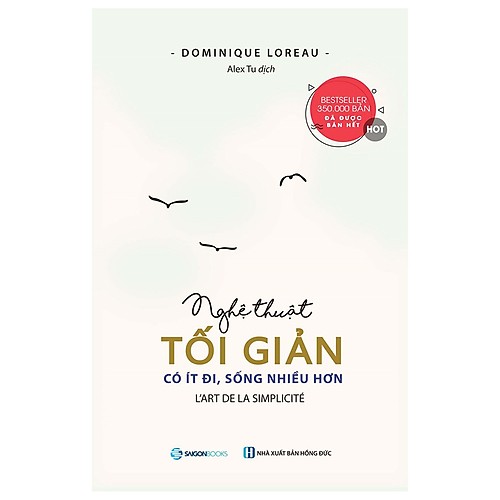 - DOMINIQUE LOREAU -
Alex Tu dịch
BESTSELLER
350.000 BẢN
ĐÃ ĐƯỢC
BÁN HẾT
HOT
Nghệ thuật
TỐI GIẢN
CÓ ÍT ĐI, SỐNG NHIỀU HƠN
L'ART DE LA SIMPLICITÉ
SAIGONBOOKS
NHÀ XUẤT BẢN HỒNG ĐỨC